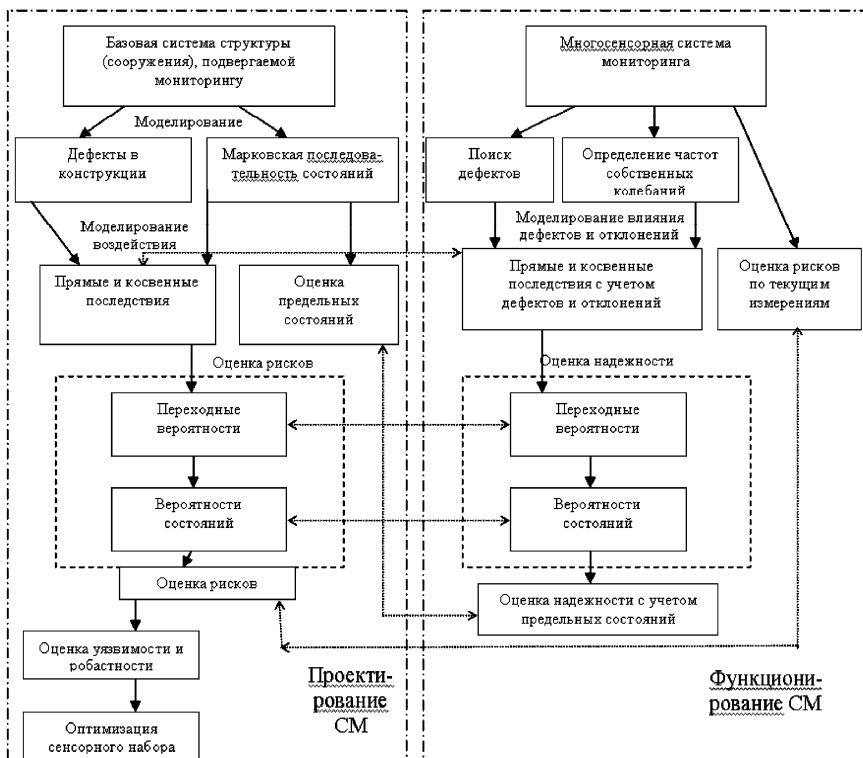 Базовая система структуры
(сооружения), подвергаемой
мониторингу
Моделирование
Дефекты в
конструкции
Марковская последова-
тельность состояний
Моделирование
воздействия
Прямые и косвенные
последствия
Оценка
предельных
состояний
Оценка рисков
Переходные
вероятности
Вероятности
состояний
Оценка рисков
Оценка уязвимости и
робастности
Оптимизация
сенсорного набора
Проекти-
рование
СМ
Многосенсорная система
мониторинга
Поиск
дефектов
Определение частот
собственных
колебаний
Моделирование влияния
дефектов и отклонений
Прямые и косвенные
последствия с учетом
дефектов и отклонений
Оценка рисков
по текущим
измерениям
Оценка надежности
Переходные
вероятности
Вероятности
состояний
Оценка надежности с учетом
предельных состояний
Функциони-
рование СМ